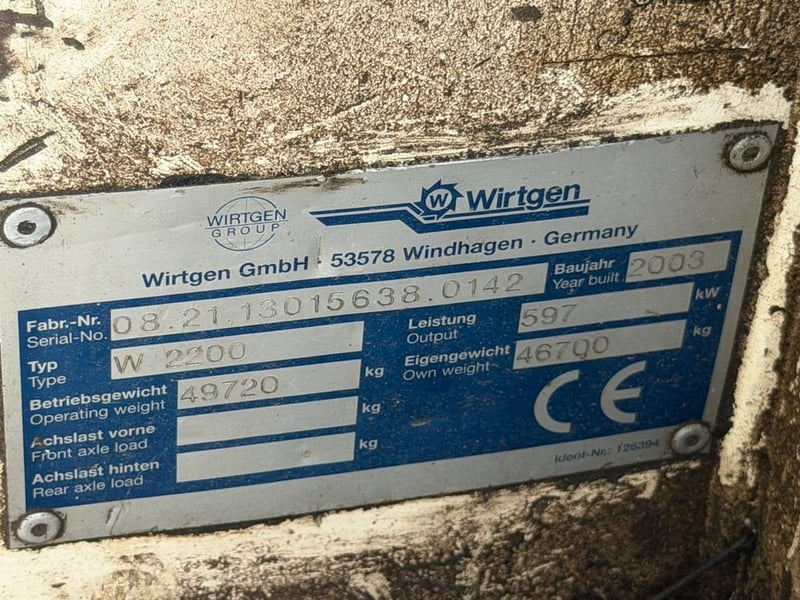 WIRTGEN
GROUP
W Wirtgen
Wirtgen GmbH · 53578 Windhagen · Germany
Fabr.-Nr. 08.21.13015638.0142 Baujahr 2003
Serial-No. Year built
Typ W 2200 Leistung 597 kW
Type Output
Betriebsgewicht 49720 kg Eigengewicht 46700 kg
Operating weight Own weight
Achslast vorne kg
Front axle load
Achslast hinten kg
Rear axle load
CE
Ident-Nr.: 126394